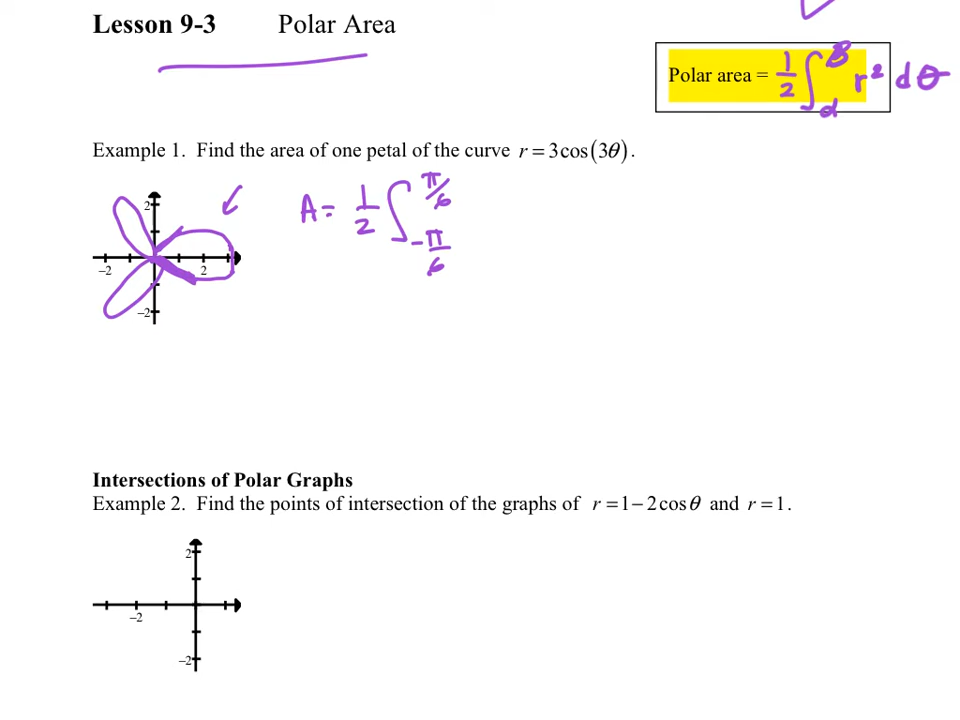 Lesson 9-3 Polar Area
Polar area = 1/2 ∫_α^β r² dθ
Example 1. Find the area of one petal of the curve r = 3cos(3θ).
2
-2 2
-2
A = 1/2 ∫_{-π/6}^{π/6}
Intersections of Polar Graphs
Example 2. Find the points of intersection of the graphs of r = 1 − 2cosθ and r = 1.
2
-2
-2